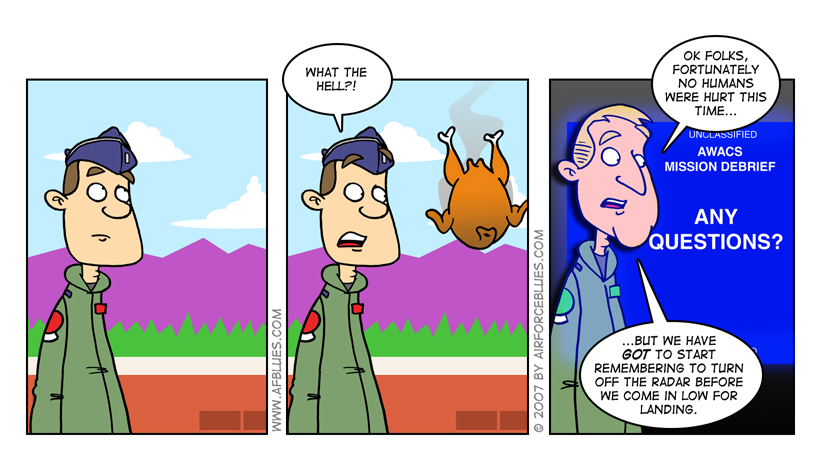 WHAT THE
HELL?!
WWW.AFBLUES.COM
© 2007 BY AIRFORCEBLUES.COM
OK FOLKS,
FORTUNATELY
NO HUMANS
WERE HURT THIS
TIME...
UNCLASSIFIED
AWACS
MISSION DEBRIEF
ANY
QUESTIONS?
...BUT WE HAVE
GOT TO START
REMEMBERING TO TURN
OFF THE RADAR BEFORE
WE COME IN LOW FOR
LANDING.